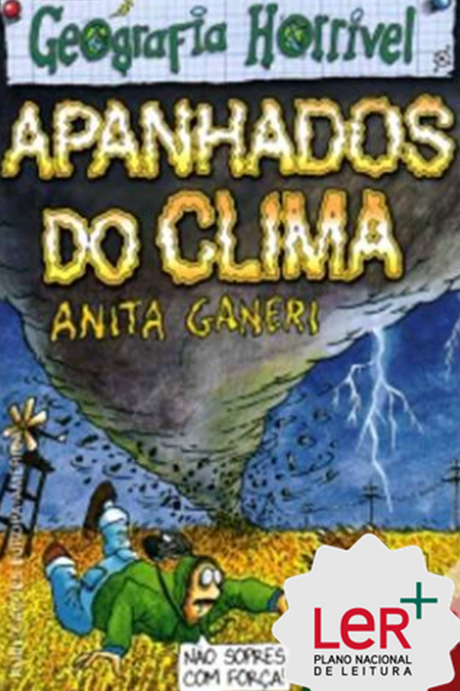 Geografia Horrível
APANHADOS
DO CLIMA
ANITA GANERI
NÃO SOPRES
COM FORÇA!
LeR+
PLANO NACIONAL
DE LEITURA